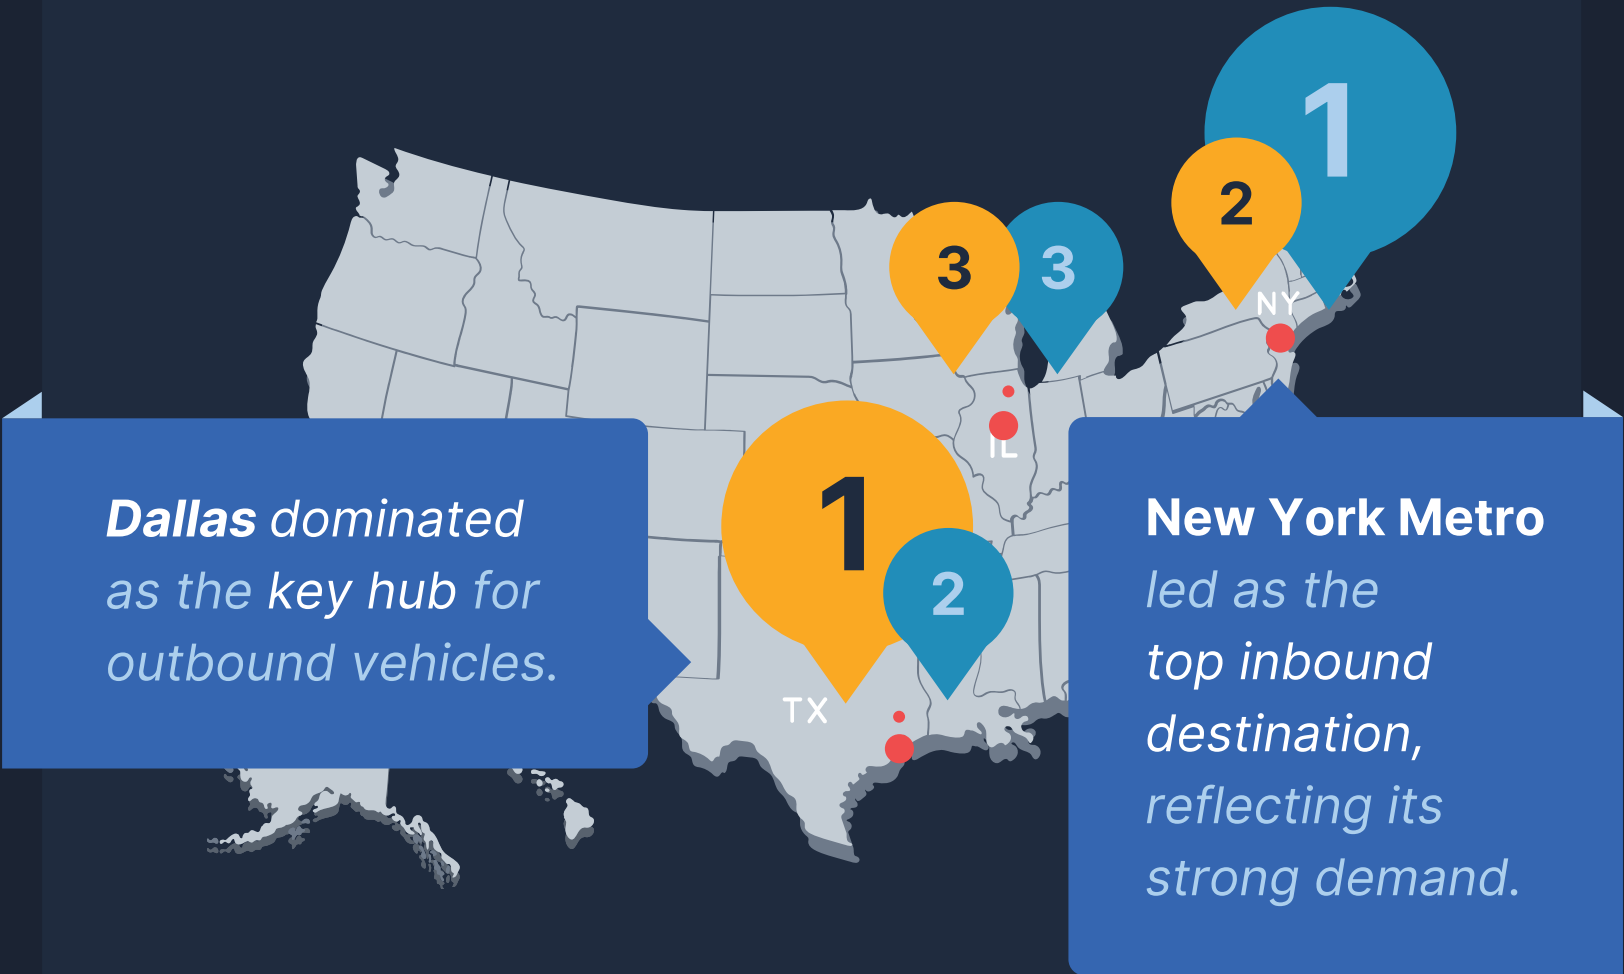 1
2
3
3
NY
IL
1
2
TX
Dallas dominated
as the key hub for
outbound vehicles.
New York Metro
led as the
top inbound
destination,
reflecting its
strong demand.